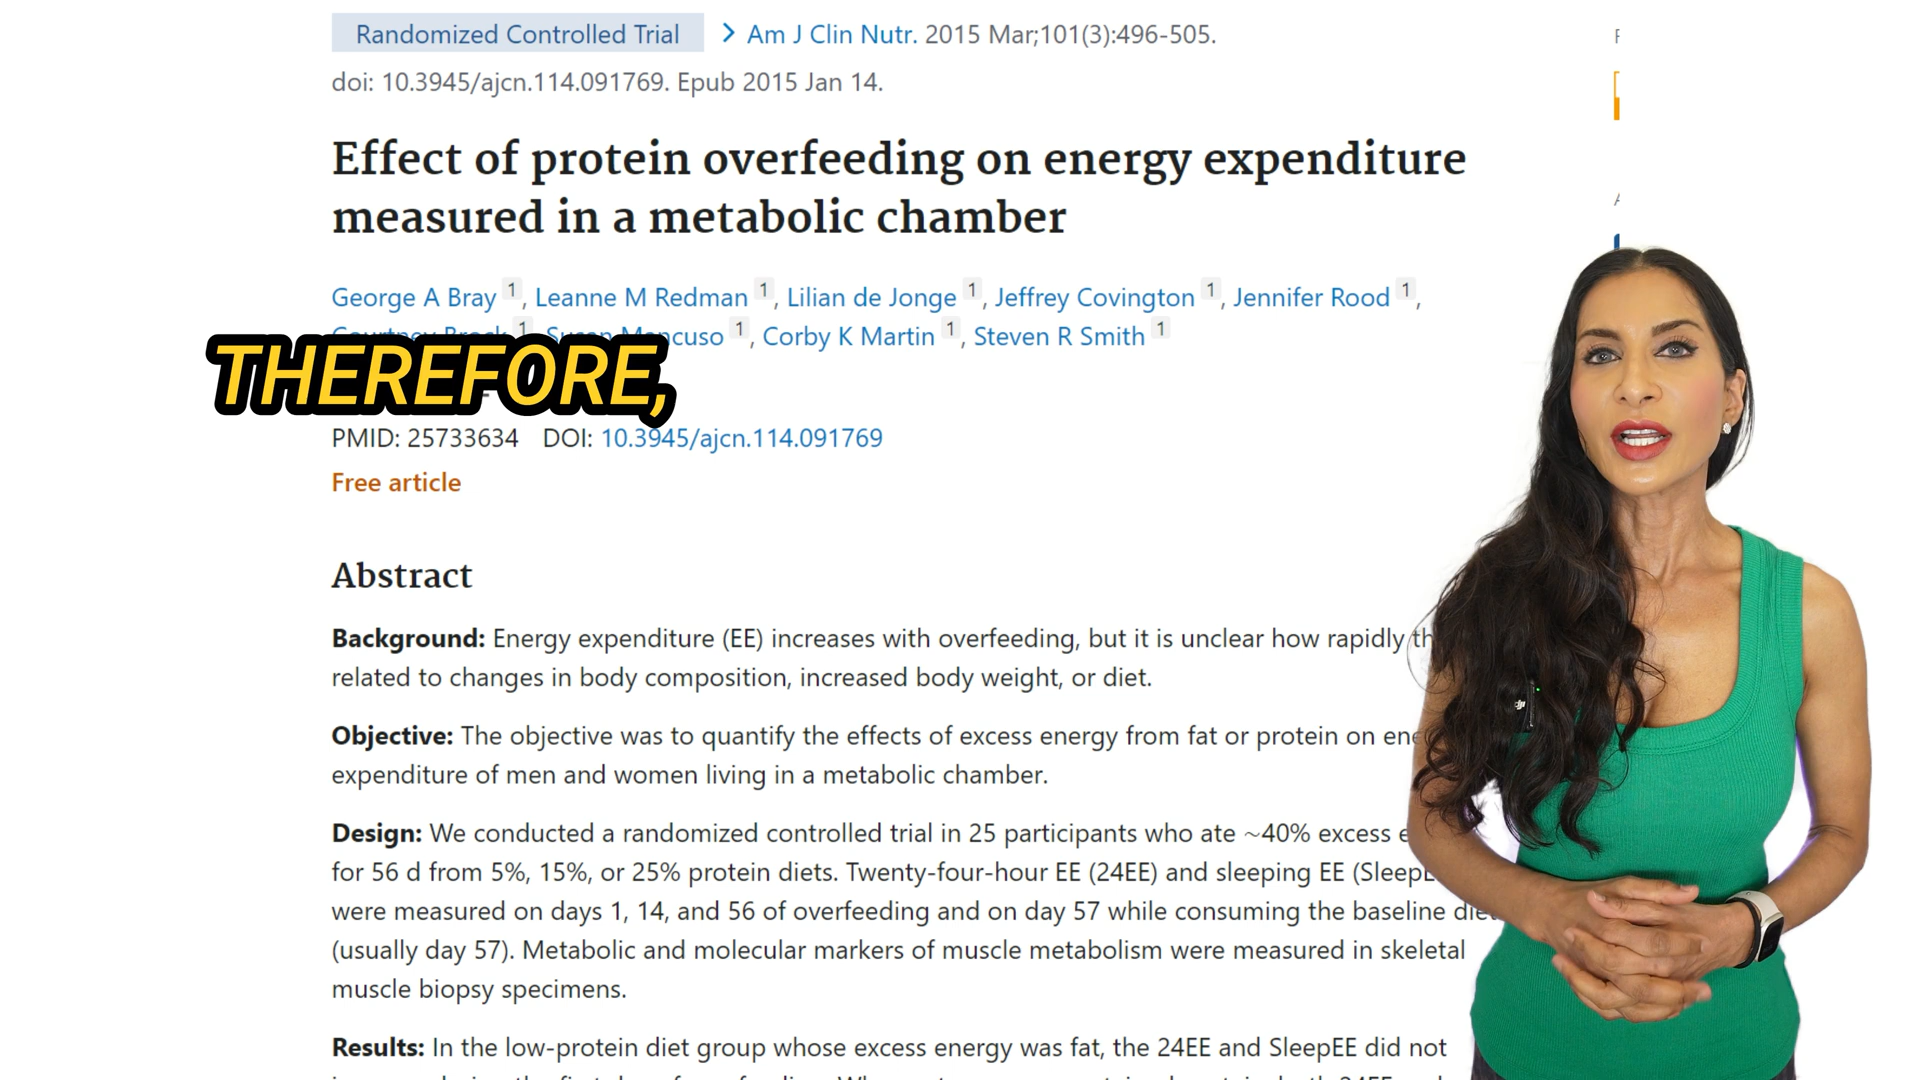 Randomized Controlled Trial > Am J Clin Nutr. 2015 Mar;101(3):496-505.
doi: 10.3945/ajcn.114.091769. Epub 2015 Jan 14.
Effect of protein overfeeding on energy expenditure
measured in a metabolic chamber
George A Bray 1, Leanne M Redman 1, Lilian de Jonge 1, Jeffrey Covington 1, Jennifer Rood 1,
1, Susan Mancuso 1, Corby K Martin 1, Steven R Smith 1
THEREFORE,
PMID: 25733634 DOI: 10.3945/ajcn.114.091769
Free article
Abstract
Background: Energy expenditure (EE) increases with overfeeding, but it is unclear how rapidly
related to changes in body composition, increased body weight, or diet.
Objective: The objective was to quantify the effects of excess energy from fat or protein on
expenditure of men and women living in a metabolic chamber.
Design: We conducted a randomized controlled trial in 25 participants who ate ~40% excess
for 56 d from 5%, 15%, or 25% protein diets. Twenty-four-hour EE (24EE) and sleeping EE
were measured on days 1, 14, and 56 of overfeeding and on day 57 while consuming the baseline diet
(usually day 57). Metabolic and molecular markers of muscle metabolism were measured in skeletal
muscle biopsy specimens.
Results: In the low-protein diet group whose excess energy was fat, the 24EE and SleepEE did not